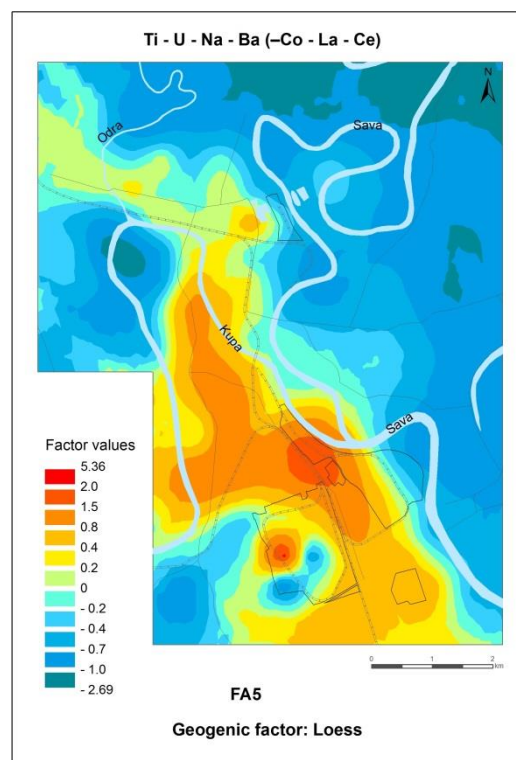 Ti - U - Na - Ba (–Co - La - Ce)
N
Odra
Sava
Kupa
Sava
Factor values
5.36
2.0
1.5
0.8
0.4
0.2
0
- 0.2
- 0.4
- 0.7
- 1.0
- 2.69
0 1 2
km
FA5
Geogenic factor: Loess